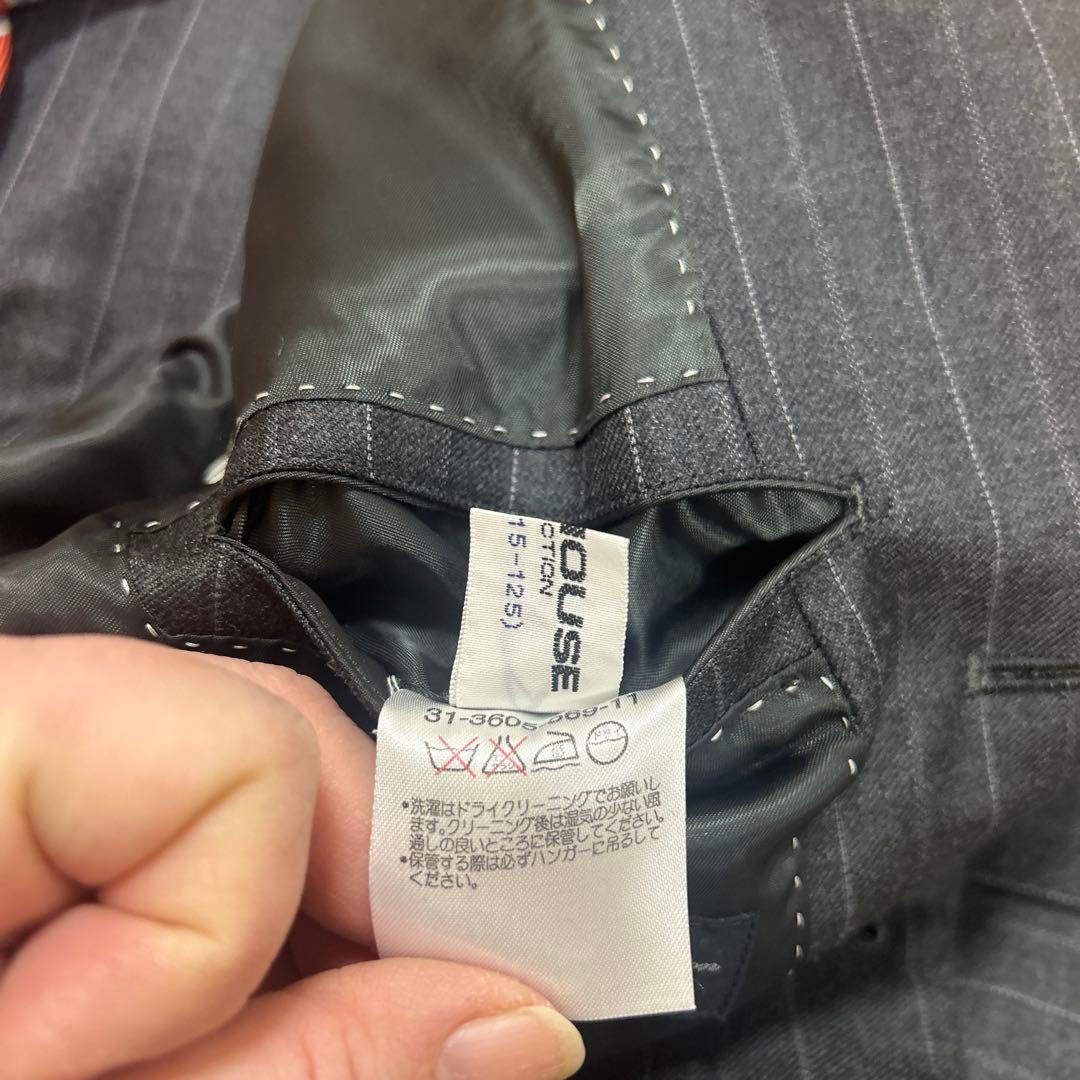 HOUSE
CTION
15-125)
31-3605-569-11
•洗濯はドライクリーニングでお願いし
ます。クリーニング後は湿気の少ない風
通しの良いところに保管してください。
•保管する際は必ずハンガーに吊るして
ください。